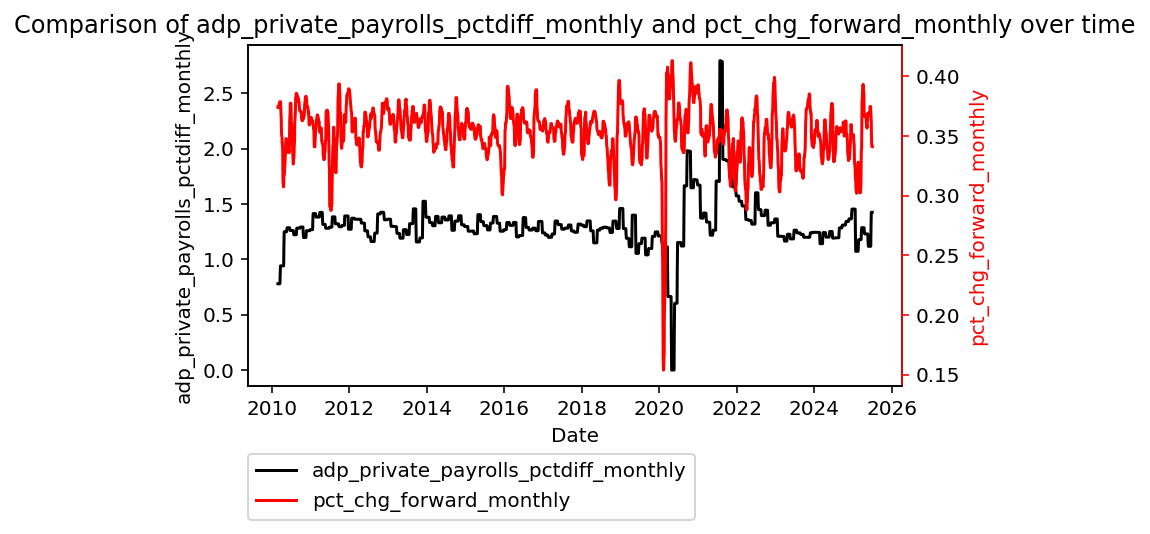 Comparison of adp_private_payrolls_pctdiff_monthly and pct_chg_forward_monthly over time
adp_private_payrolls_pctdiff_monthly
2.5
2.0
1.5
1.0
0.5
0.0
0.40
0.35
0.30
0.25
0.20
0.15
pct_chg_forward_monthly
2010 2012 2014 2016 2018 2020 2022 2024 2026
Date
adp_private_payrolls_pctdiff_monthly
pct_chg_forward_monthly